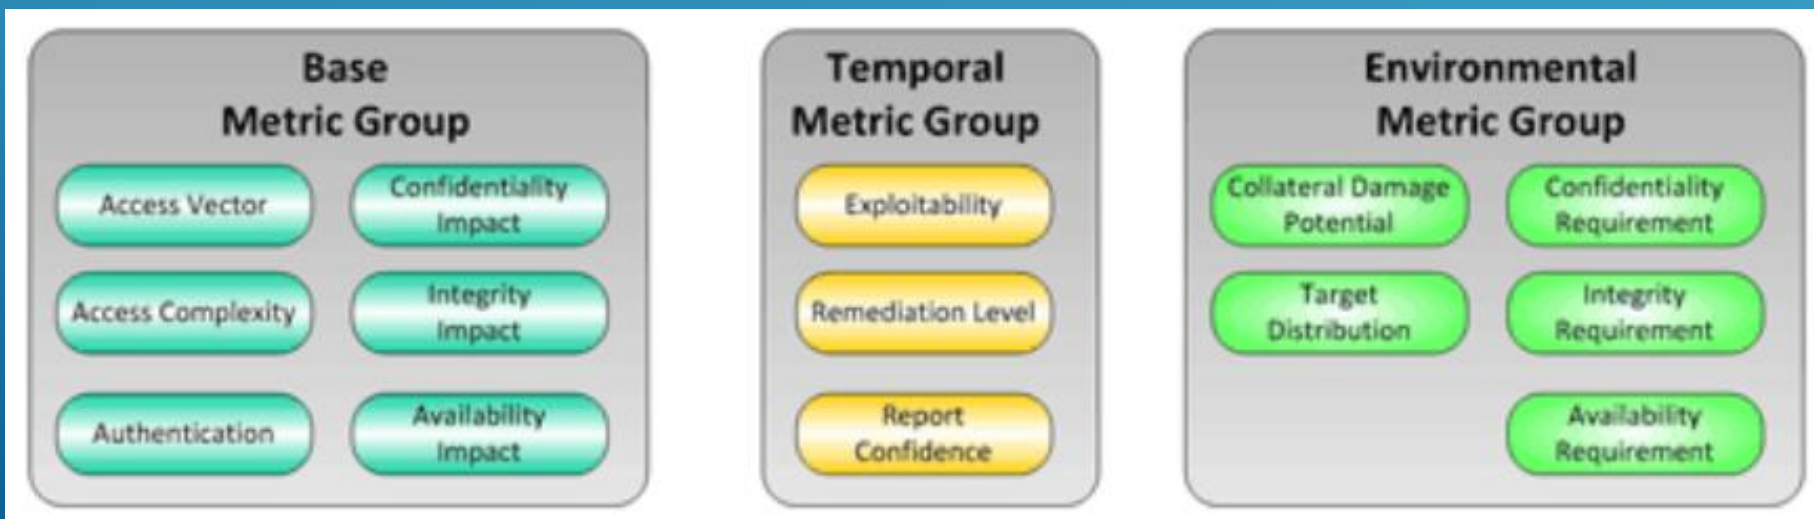 Base
Metric Group
Access Vector
Confidentiality
Impact
Access Complexity
Integrity
Impact
Authentication
Availability
Impact
Temporal
Metric Group
Exploitability
Remediation Level
Report
Confidence
Environmental
Metric Group
Collateral Damage
Potential
Confidentiality
Requirement
Target
Distribution
Integrity
Requirement
Availability
Requirement